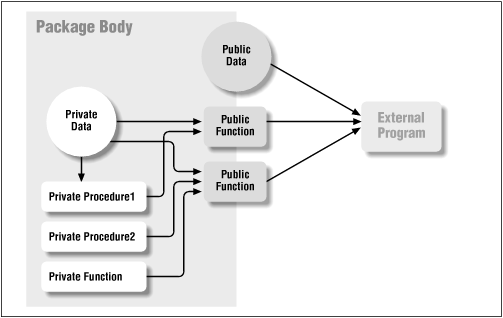 Package Body
Public
Data
Private
Data
Public
Function
External
Program
Public
Function
Private Procedure1
Private Procedure2
Private Function